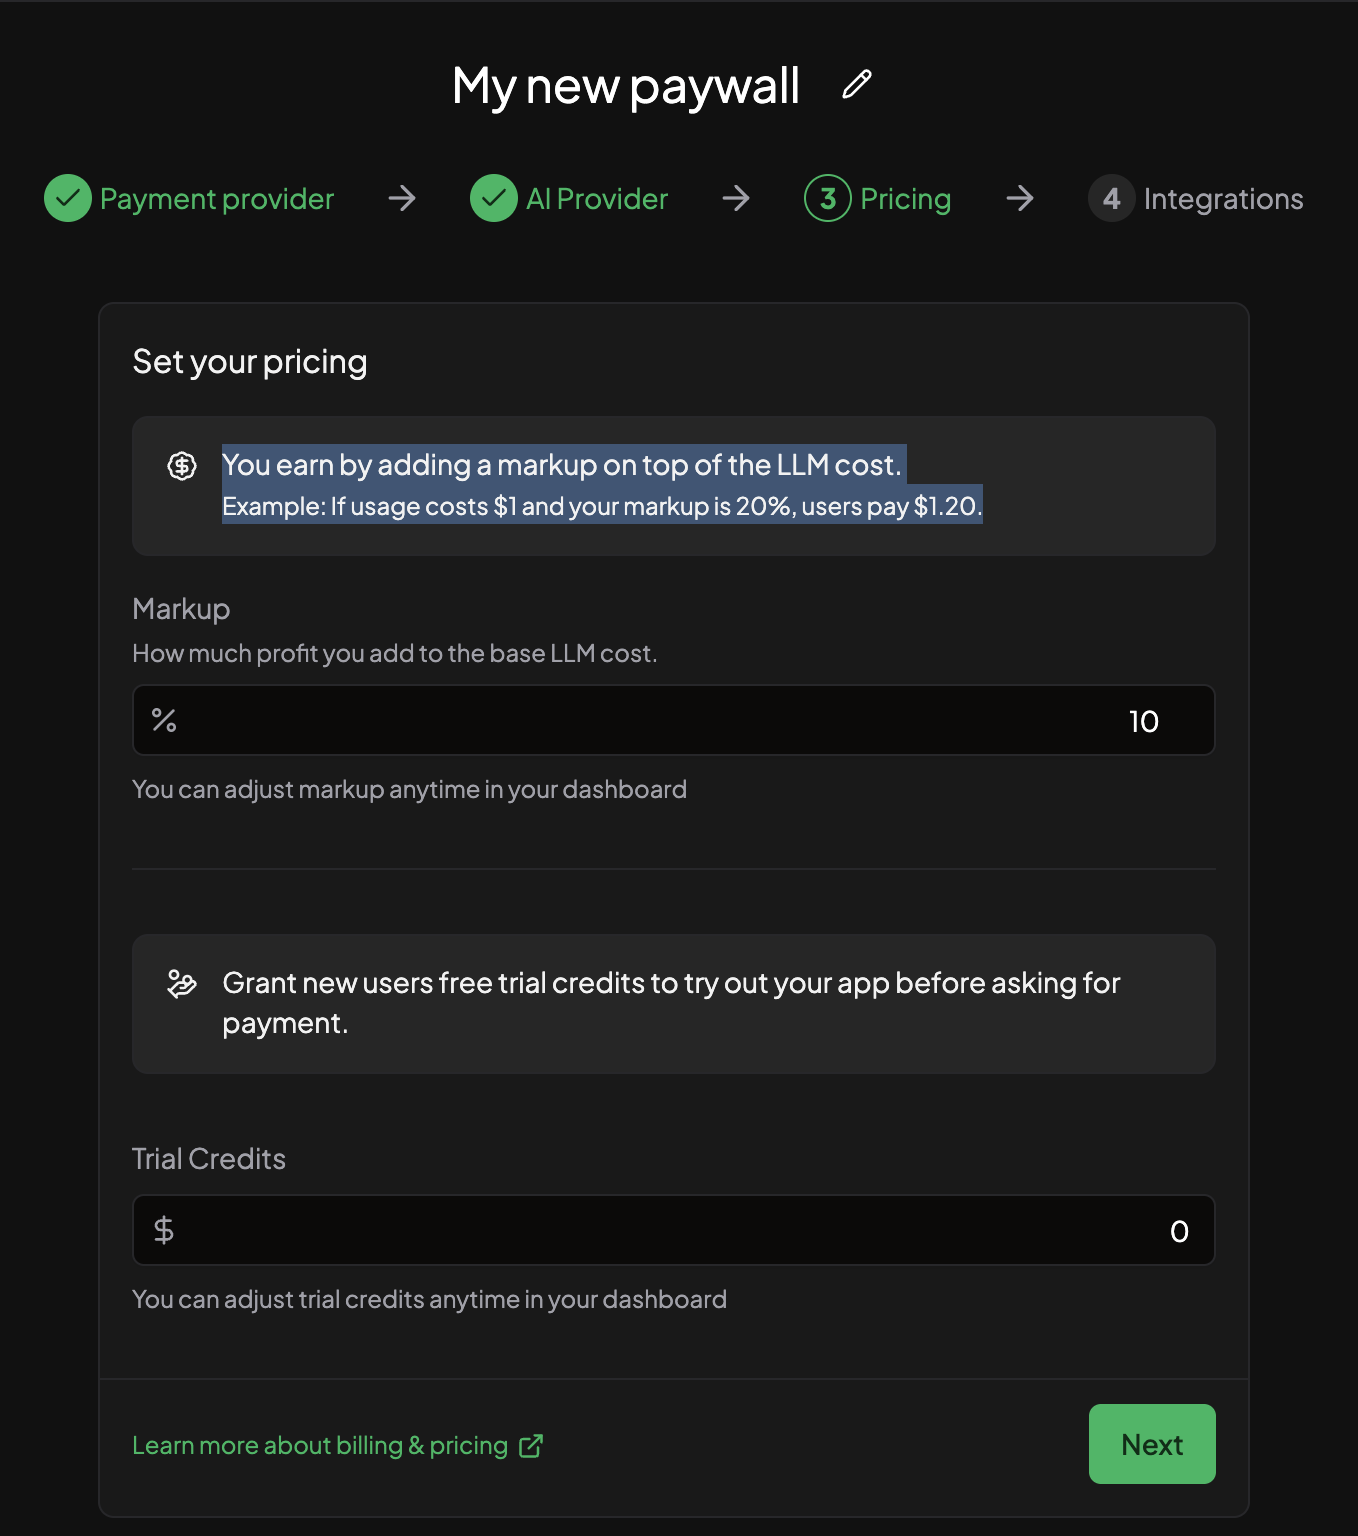 My new paywall
Payment provider
AI Provider
3 Pricing
4 Integrations
Set your pricing
You earn by adding a markup on top of the LLM cost.
Example: If usage costs $1 and your markup is 20%, users pay $1.20.
Markup
How much profit you add to the base LLM cost.
% 10
You can adjust markup anytime in your dashboard
Grant new users free trial credits to try out your app before asking for
payment.
Trial Credits
$ 0
You can adjust trial credits anytime in your dashboard
Learn more about billing & pricing
Next